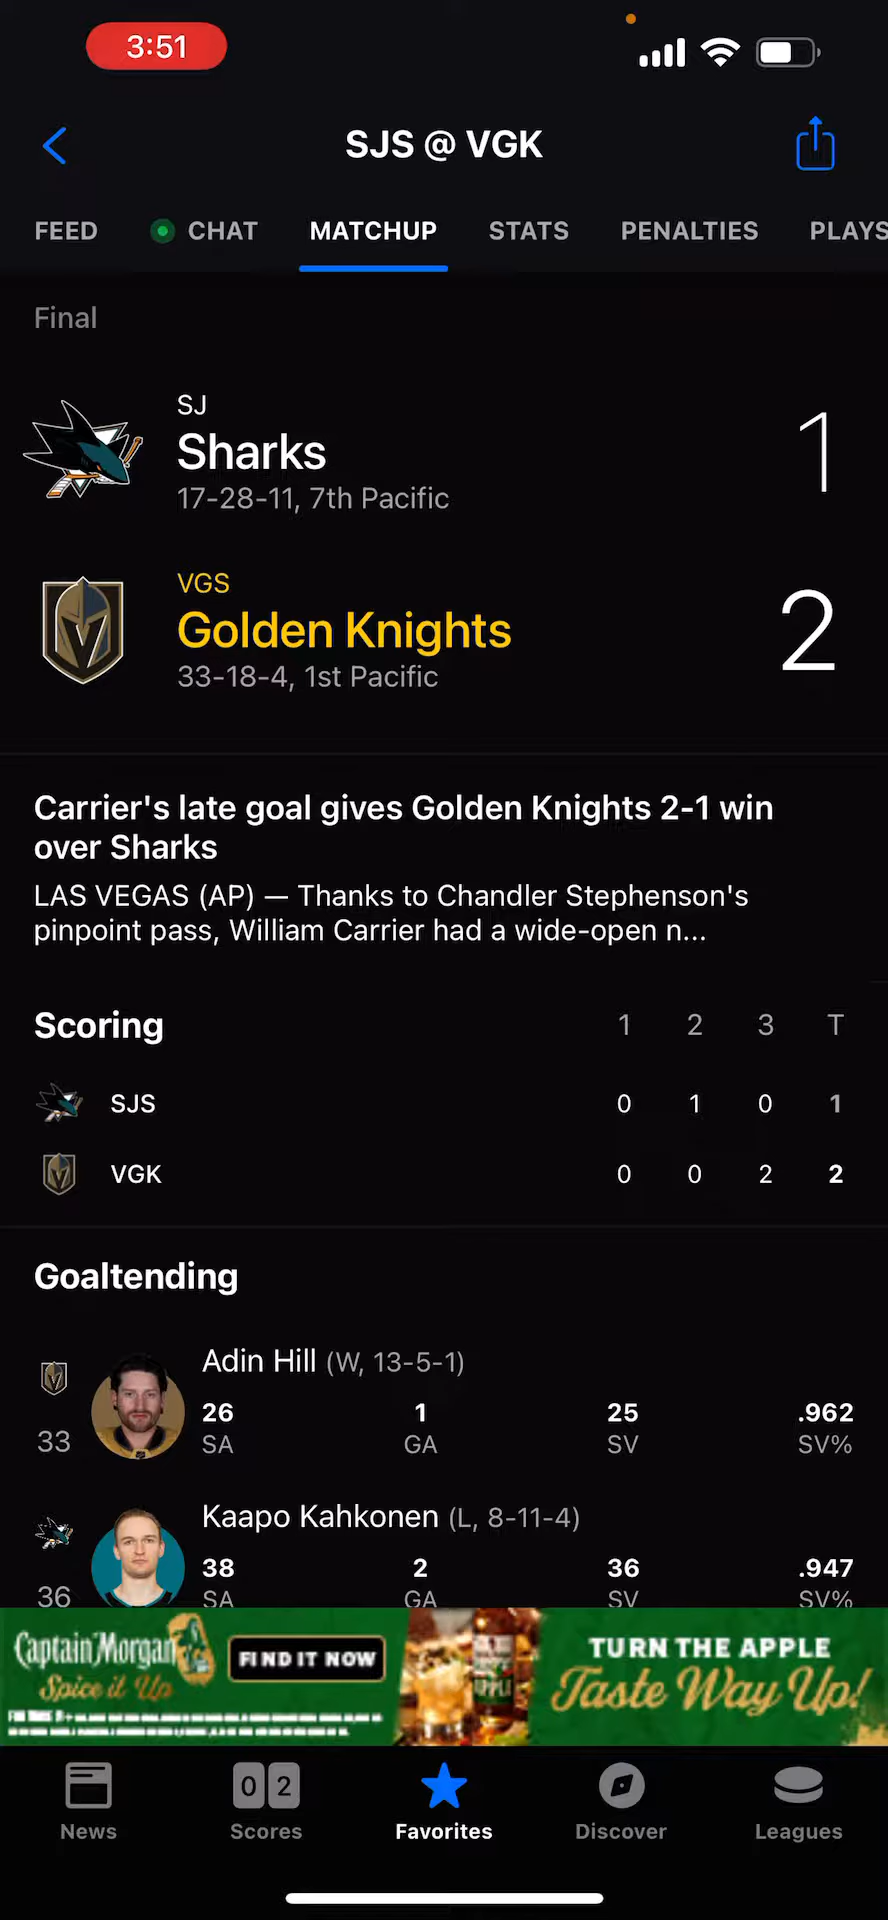 3:51
SJS @ VGK
FEED CHAT MATCHUP STATS PENALTIES PLAYS
Final
SJ
Sharks
17-28-11, 7th Pacific
1
VGS
Golden Knights
33-18-4, 1st Pacific
2
Carrier's late goal gives Golden Knights 2-1 win
over Sharks
LAS VEGAS (AP) — Thanks to Chandler Stephenson's
pinpoint pass, William Carrier had a wide-open n...
Scoring 1 2 3 T
SJS 0 1 0 1
VGK 0 0 2 2
Goaltending
Adin Hill (W, 13-5-1)
26 1 25 .962
33 SA GA SV SV%
Kaapo Kahkonen (L, 8-11-4)
38 2 36 .947
36 SA GA SV SV%
Captain Morgan
Spice it Up
FIND IT NOW
TURN THE APPLE
Taste Way Up!
0 2
News Scores Favorites Discover Leagues